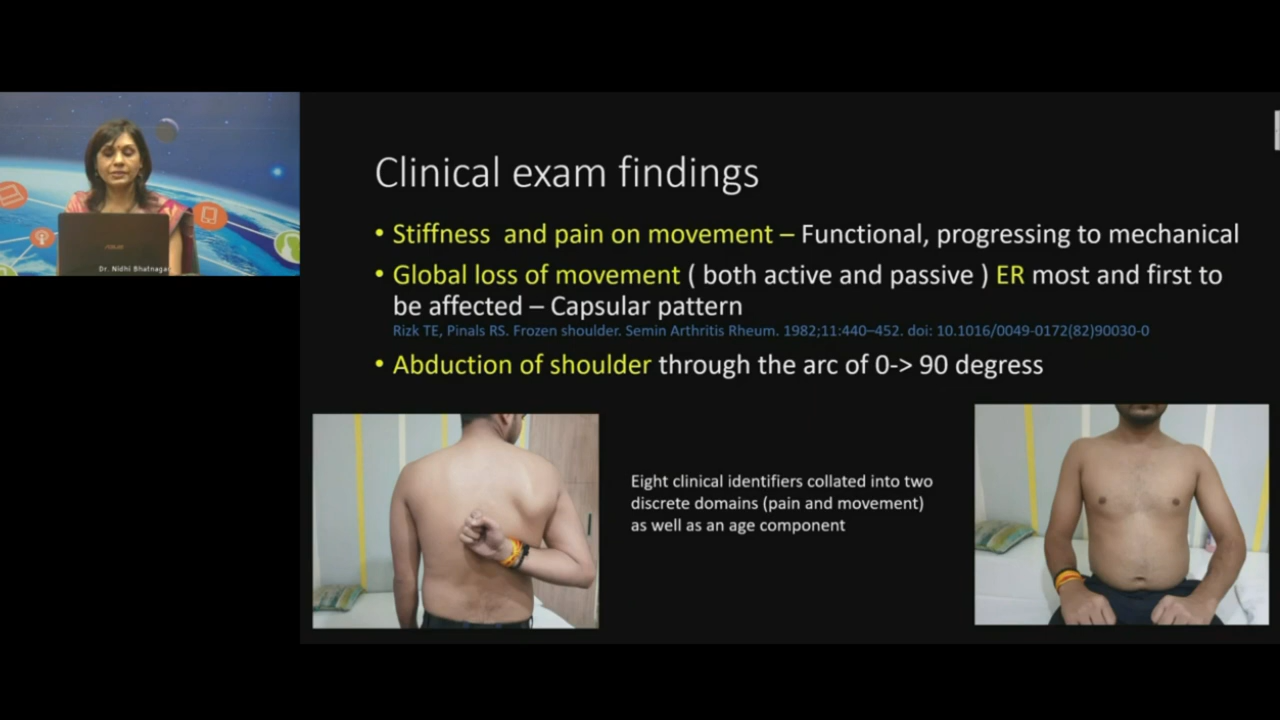 Clinical exam findings
• Stiffness and pain on movement – Functional, progressing to mechanical
• Global loss of movement ( both active and passive ) ER most and first to
be affected – Capsular pattern
Rizk TE, Pinals RS. Frozen shoulder. Semin Arthritis Rheum. 1982;11:440–452. doi: 10.1016/0049-0172(82)90030-0
• Abduction of shoulder through the arc of 0-> 90 degress
Eight clinical identifiers collated into two
discrete domains (pain and movement)
as well as an age component
ASUS
Dr. Nidhi Bhatnagar